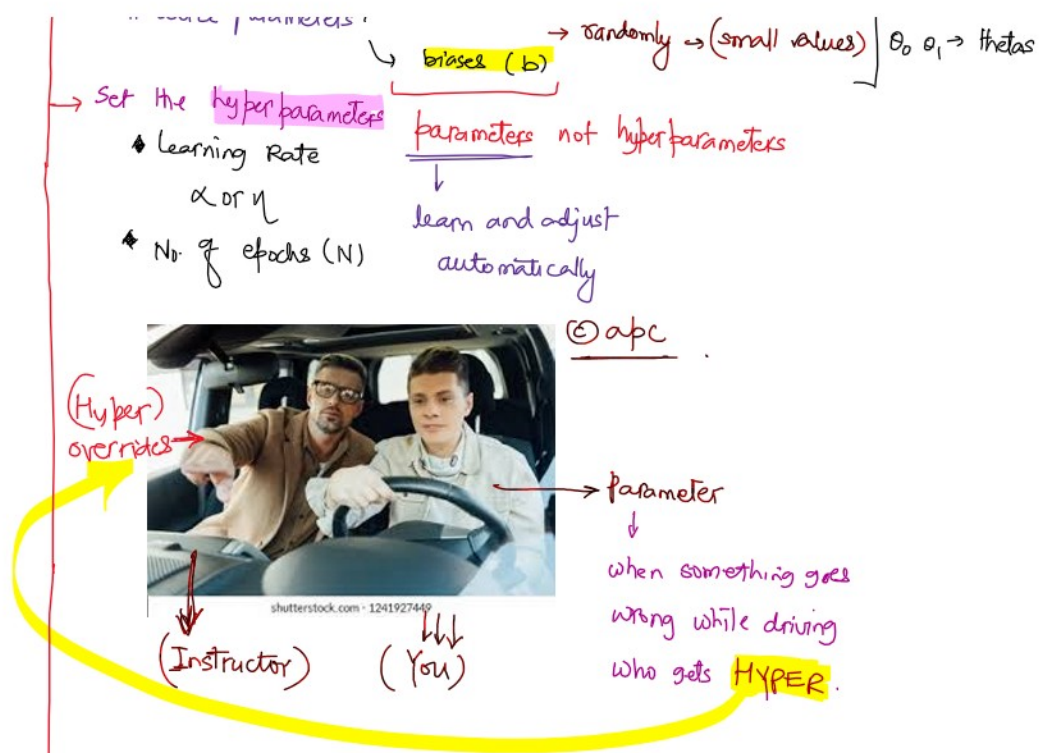 parameters
biases (b) → randomly → (small values) θ₀ θ₁ → thetas
→ Set the hyperparameters
parameters not hyperparameters
Learning Rate
α or η
learn and adjust
automatically
No. of epochs (N)
© apc
(Hyper)
overrides →
→ Parameter
when something goes
wrong while driving
who gets HYPER.
shutterstock.com · 1241927449
(Instructor) (You)